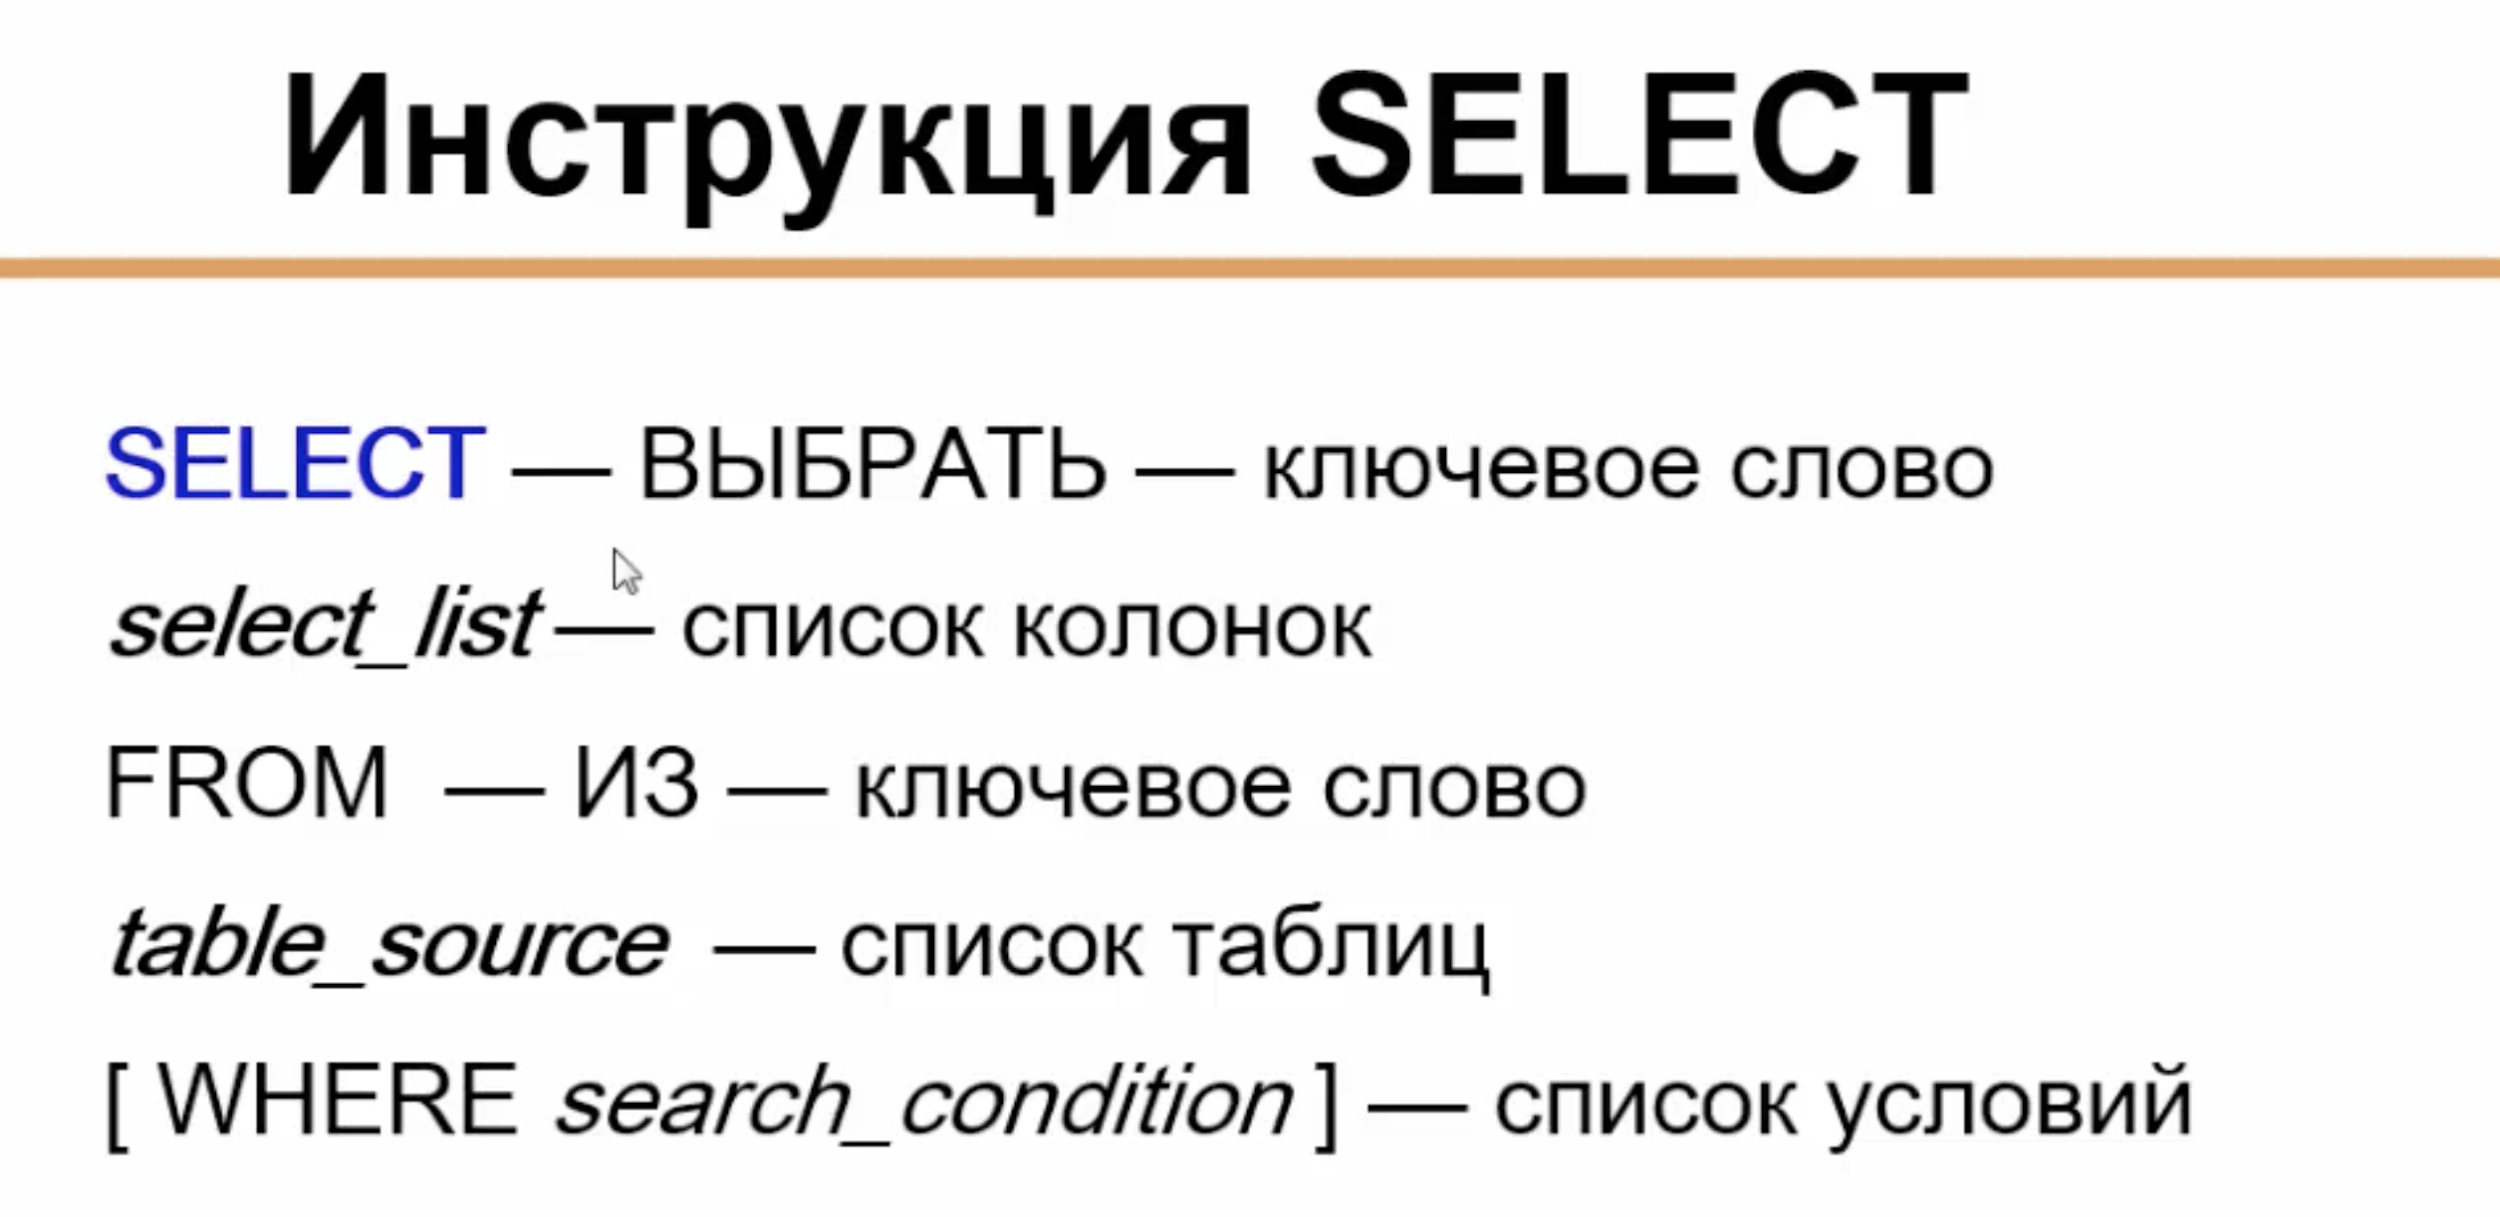 Инструкция SELECT
SELECT — ВЫБРАТЬ — ключевое слово
select_list — список колонок
FROM — ИЗ — ключевое слово
table_source — список таблиц
[ WHERE search_condition ] — список условий